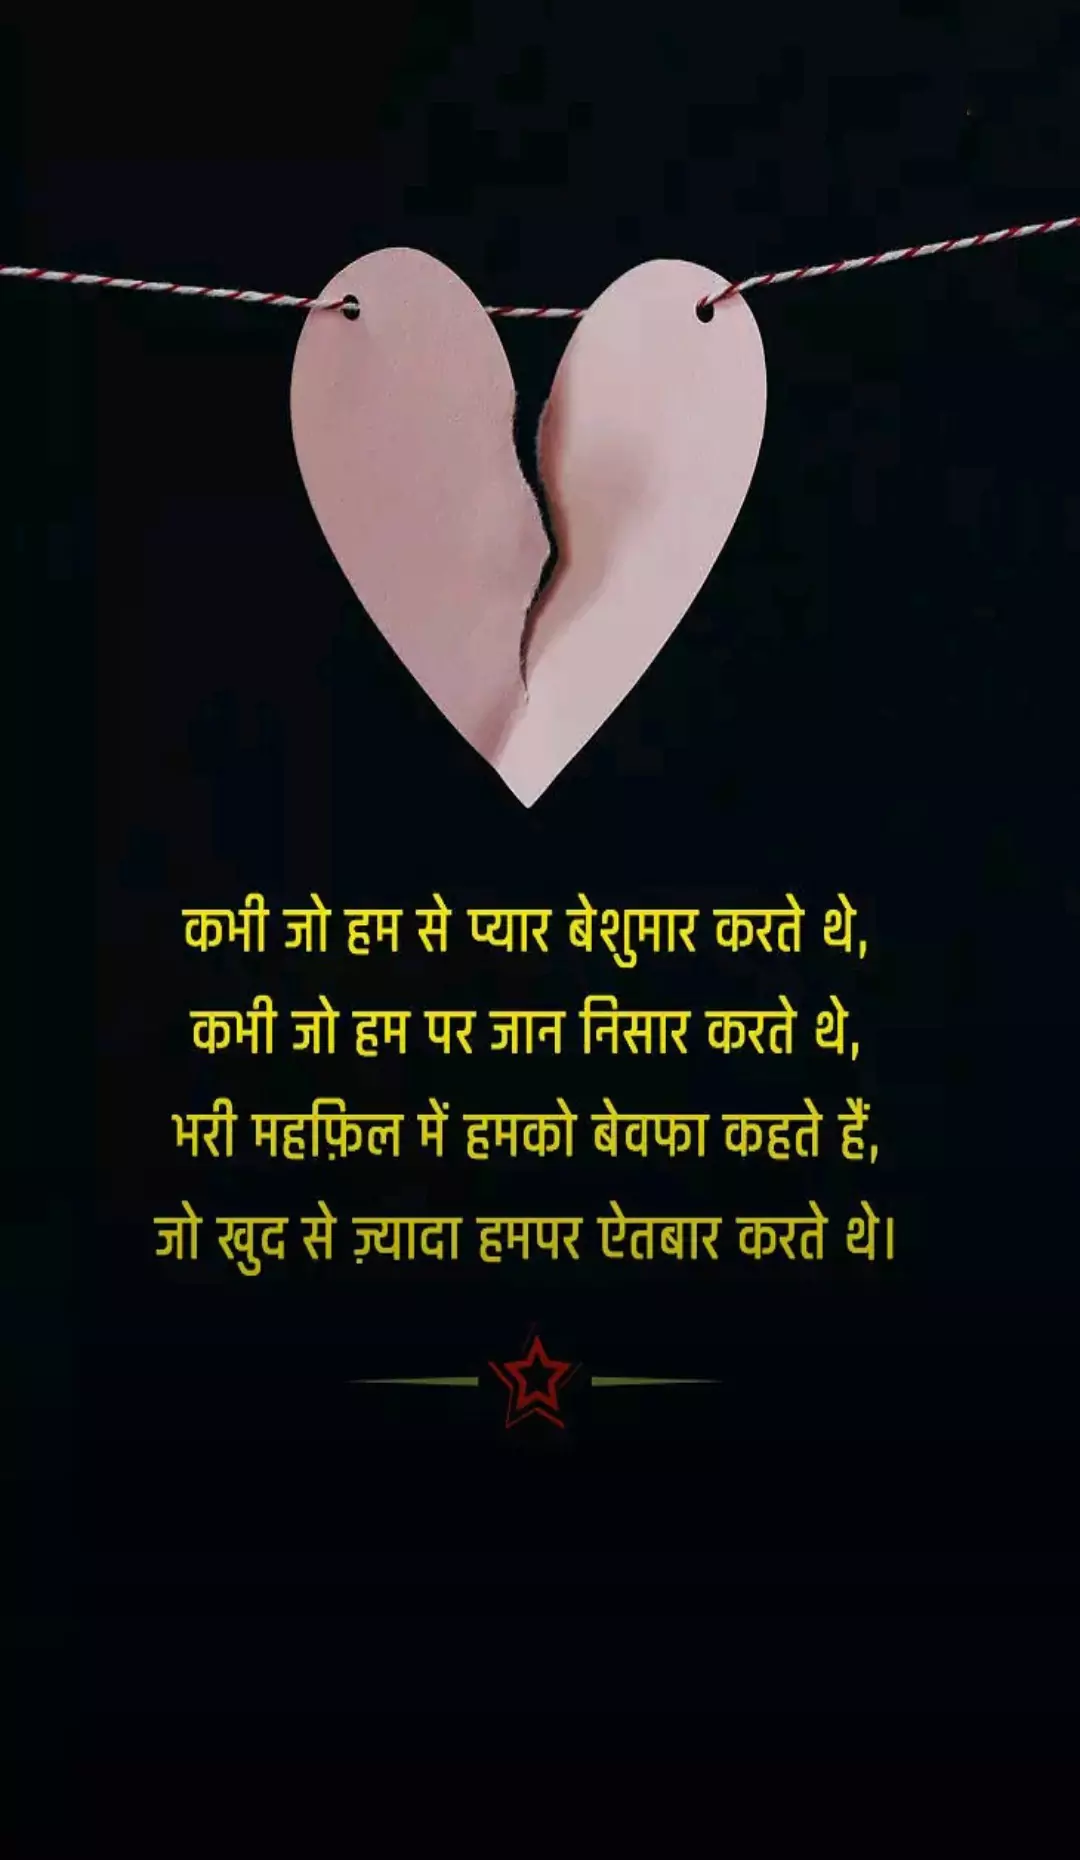 कभी जो हम से प्यार बेशुमार करते थे,
कभी जो हम पर जान निसार करते थे,
भरी महफ़िल में हमको बेवफा कहते हैं,
जो खुद से ज़्यादा हमपर ऐतबार करते थे।